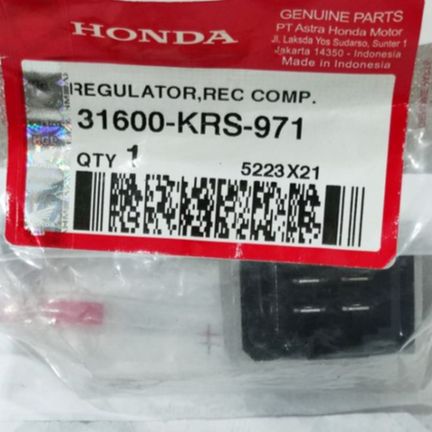 HONDA
GENUINE PARTS
PT Astra Honda Motor
Jl. Laksda Yos Sudarso, Sunter 1
Jakarta 14350 - Indonesia
Made in Indonesia
REGULATOR,REC COMP.
31600-KRS-971
QTY 1
5223X21